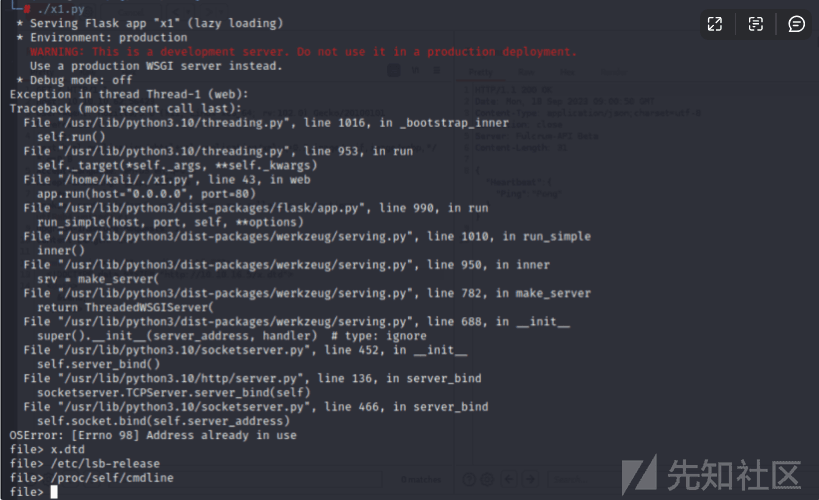 # ./x1.py
* Serving Flask app "x1" (lazy loading)
* Environment: production
WARNING: This is a development server. Do not use it in a production deployment.
Use a production WSGI server instead.
* Debug mode: off
Exception in thread Thread-1 (web):
Traceback (most recent call last):
File "/usr/lib/python3.10/threading.py", line 1016, in _bootstrap_inner
self.run()
File "/usr/lib/python3.10/threading.py", line 953, in run
self._target(*self._args, **self._kwargs)
File "/home/kali/./x1.py", line 43, in web
app.run(host="0.0.0.0", port=80)
File "/usr/lib/python3/dist-packages/flask/app.py", line 990, in run
run_simple(host, port, self, **options)
File "/usr/lib/python3/dist-packages/werkzeug/serving.py", line 1010, in run_simple
inner()
File "/usr/lib/python3/dist-packages/werkzeug/serving.py", line 950, in inner
srv = make_server(
File "/usr/lib/python3/dist-packages/werkzeug/serving.py", line 782, in make_server
return ThreadedWSGIServer(
File "/usr/lib/python3/dist-packages/werkzeug/serving.py", line 688, in __init__
super().__init__(server_address, handler)  # type: ignore
File "/usr/lib/python3.10/socketserver.py", line 452, in __init__
self.server_bind()
File "/usr/lib/python3.10/http/server.py", line 136, in server_bind
socketserver.TCPServer.server_bind(self)
File "/usr/lib/python3.10/socketserver.py", line 466, in server_bind
self.socket.bind(self.server_address)
OSError: [Errno 98] Address already in use
file> x.dtd
file> /etc/lsb-release
file> /proc/self/cmdline
file>
先知社区